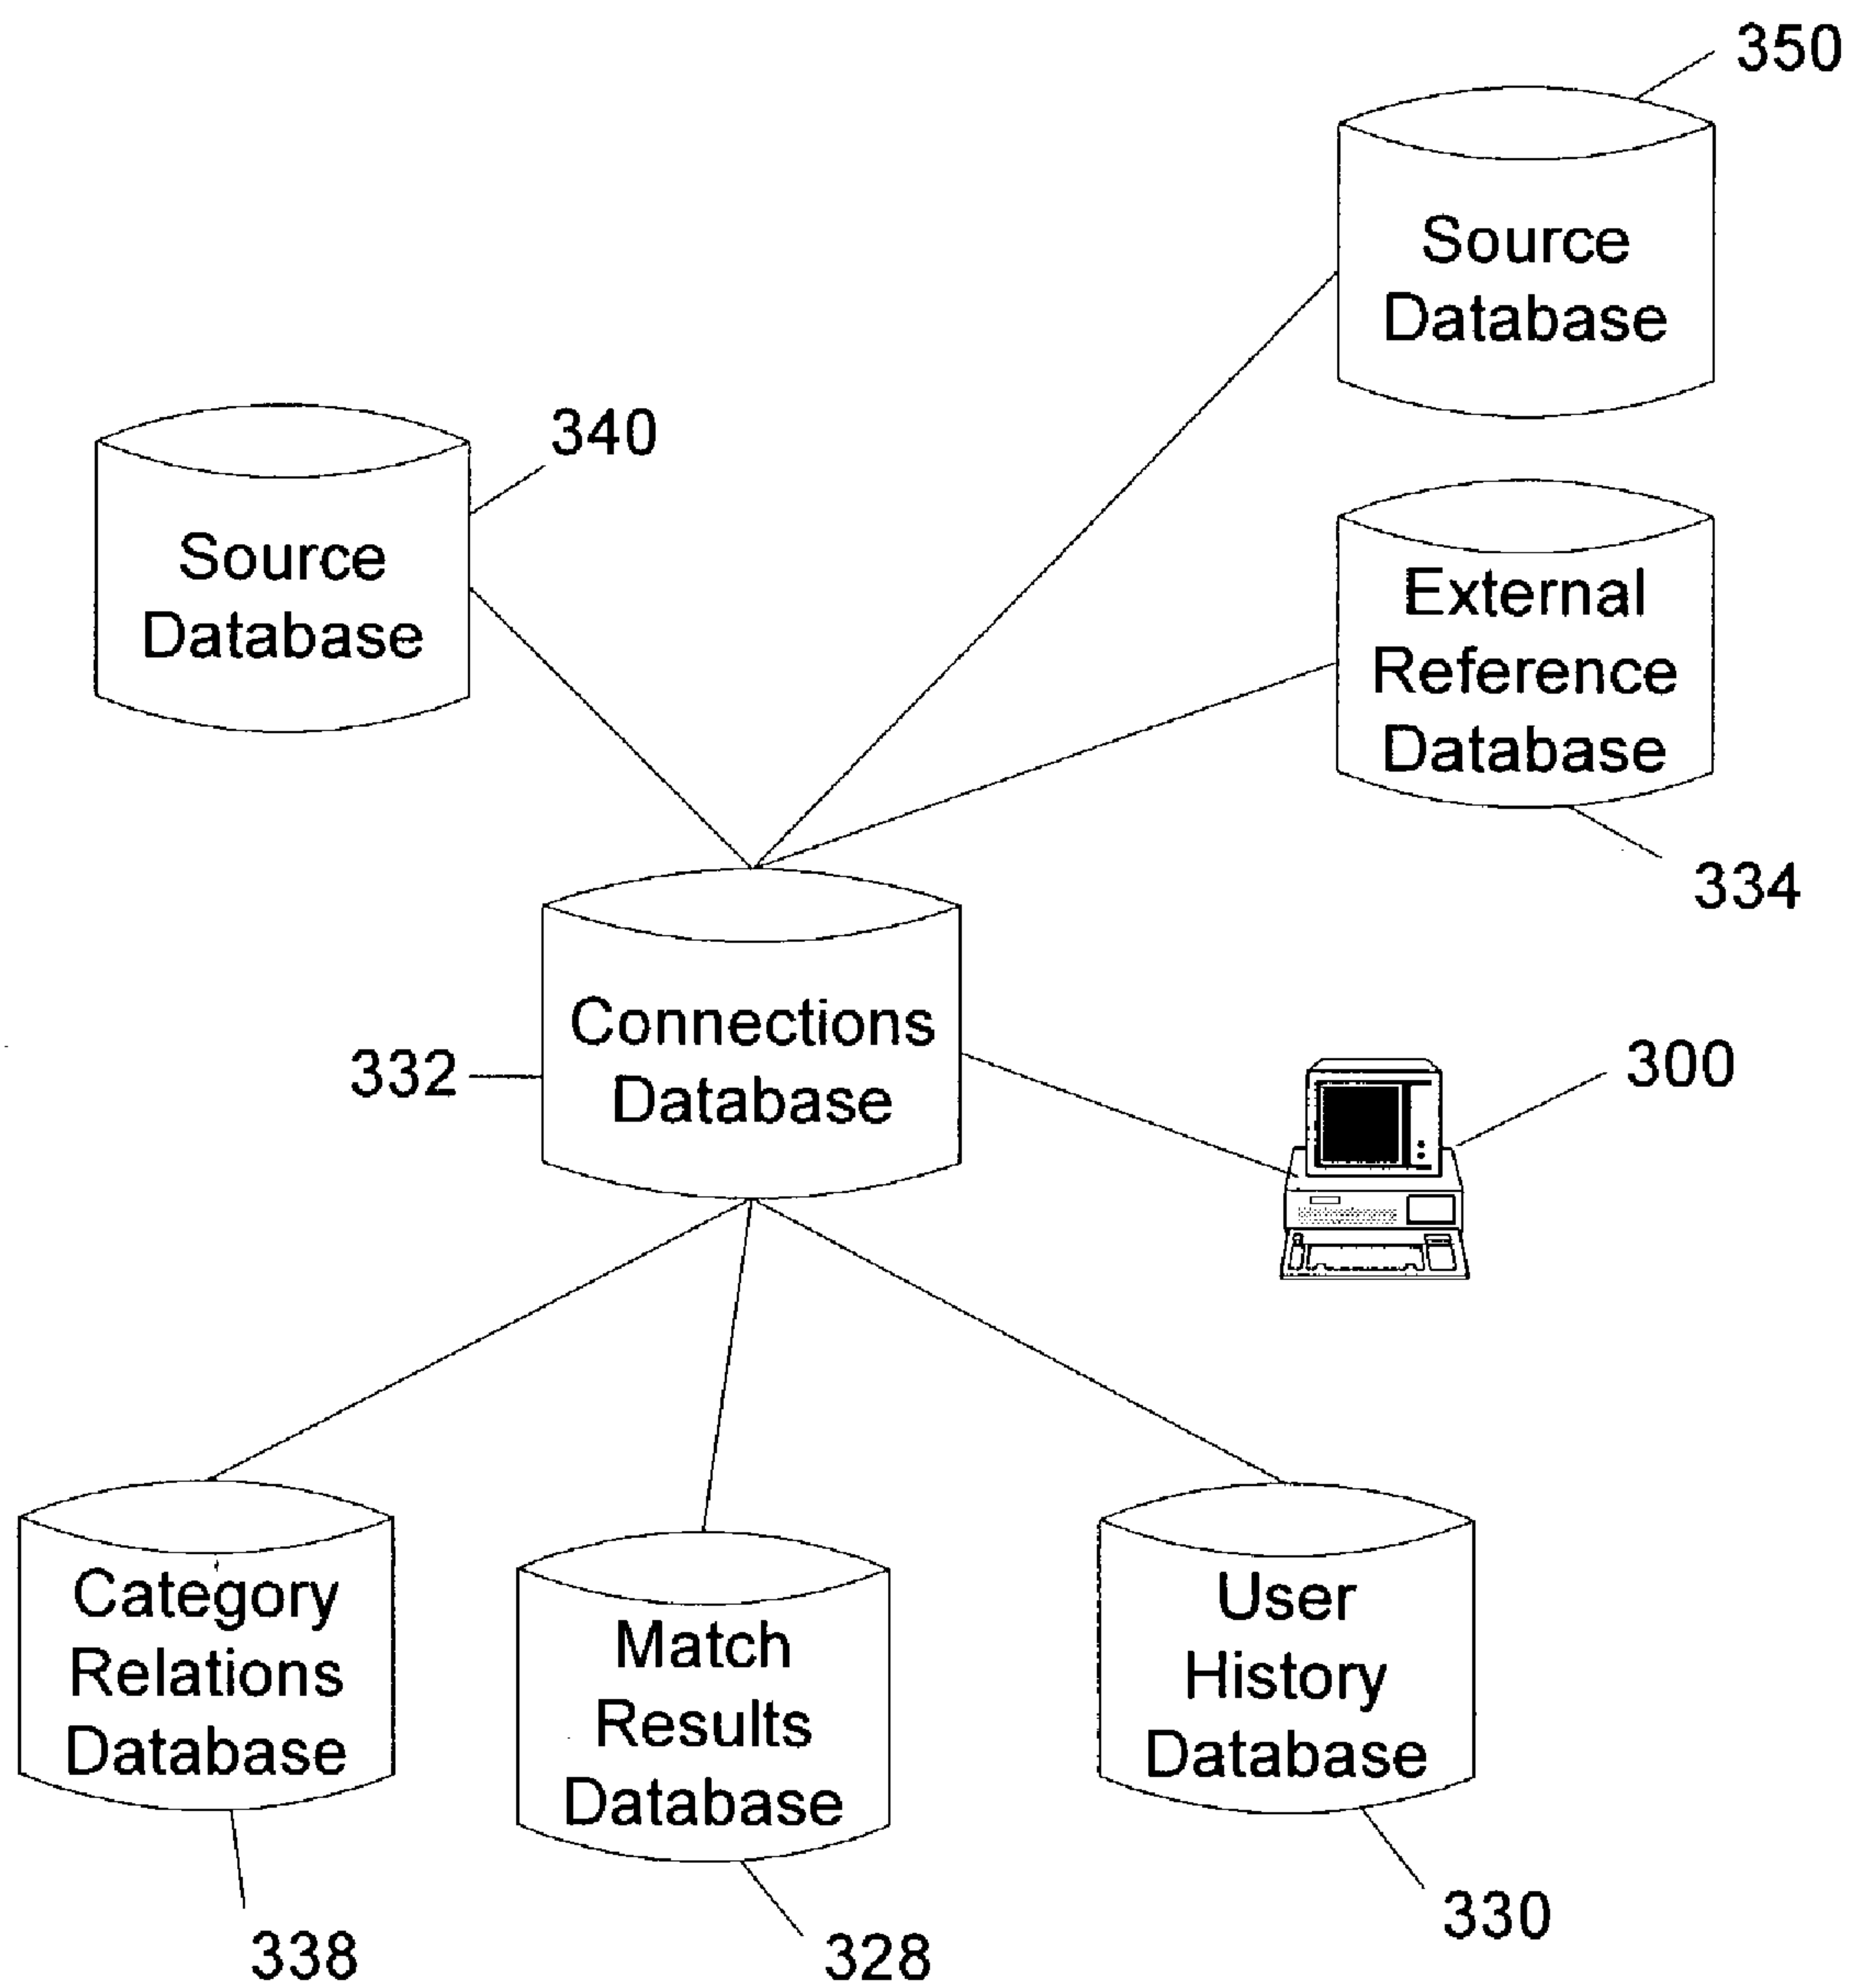 350
Source
Database
340
Source
Database
External
Reference
Database
334
Connections
Database
332
300
Category
Relations
Database
338
Match
Results
Database
328
User
History
Database
330